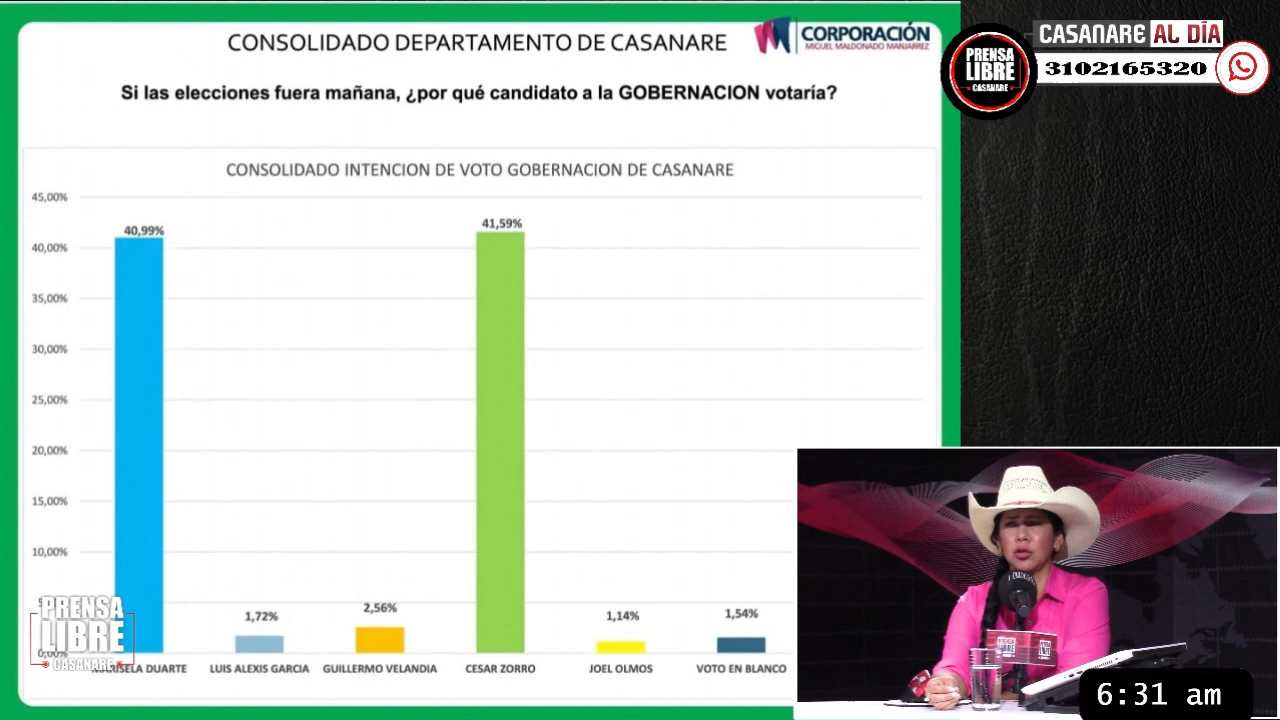 CONSOLIDADO DEPARTAMENTO DE CASANARE
CORPORACIÓN
MIGUEL MALDONADO MANJARREZ
Si las elecciones fuera mañana, ¿por qué candidato a la GOBERNACION votaría?
CONSOLIDADO INTENCION DE VOTO GOBERNACION DE CASANARE
45,00%
40,00%
35,00%
30,00%
25,00%
20,00%
15,00%
10,00%
40,99%
1,72%
2,56%
41,59%
1,14%
1,54%
DUARTE
LUIS ALEXIS GARCIA
GUILLERMO VELANDIA
CESAR ZORRO
JOEL OLMOS
VOTO EN BLANCO
PRENSA
LIBRE
CASANARE
PRENSA
LIBRE
CASANARE
CASANARE AL DÍA
3102165320
6:31 am